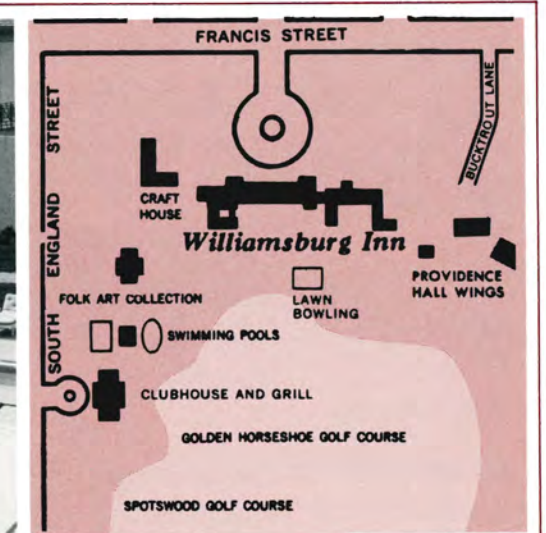 FRANCIS STREET
SOUTH ENGLAND STREET
BUCKTROUT LANE
CRAFT
HOUSE
Williamsburg Inn
FOLK ART COLLECTION
LAWN
BOWLING
PROVIDENCE
HALL WINGS
SWIMMING POOLS
CLUBHOUSE AND GRILL
GOLDEN HORSESHOE GOLF COURSE
SPOTSWOOD GOLF COURSE